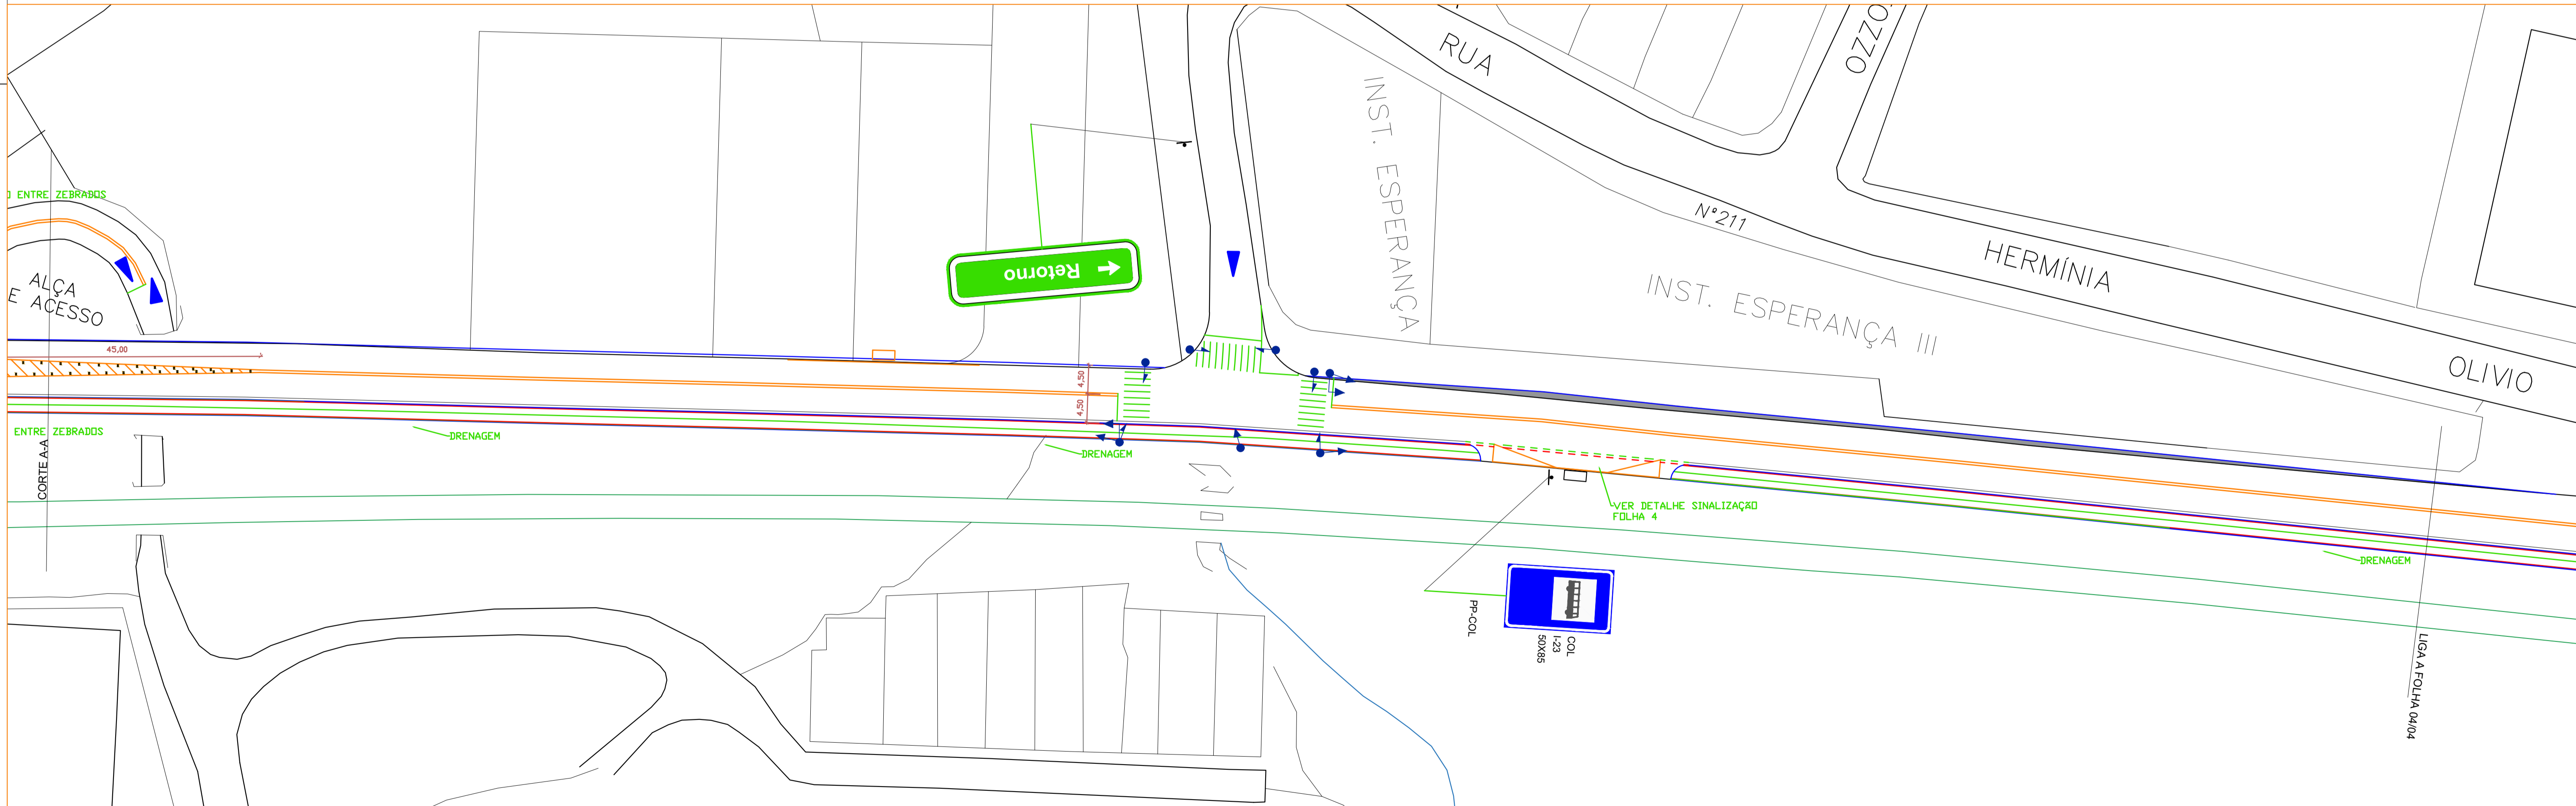 RUA
OZZO
INST. ESPERANÇA
O ENTRE ZEBRADOS
N°211
HERMÍNIA
ALÇA
E ACESSO
Retorno
INST. ESPERANÇA III
45,00
4,50
4,50
OLIVIO
ENTRE ZEBRADOS
DRENAGEM
DRENAGEM
CORTE A-A
VER DETALHE SINALIZAÇÃO
FOLHA 4
DRENAGEM
PP-COL
COL
I-23
50X85
LIGA A FOLHA 04/04